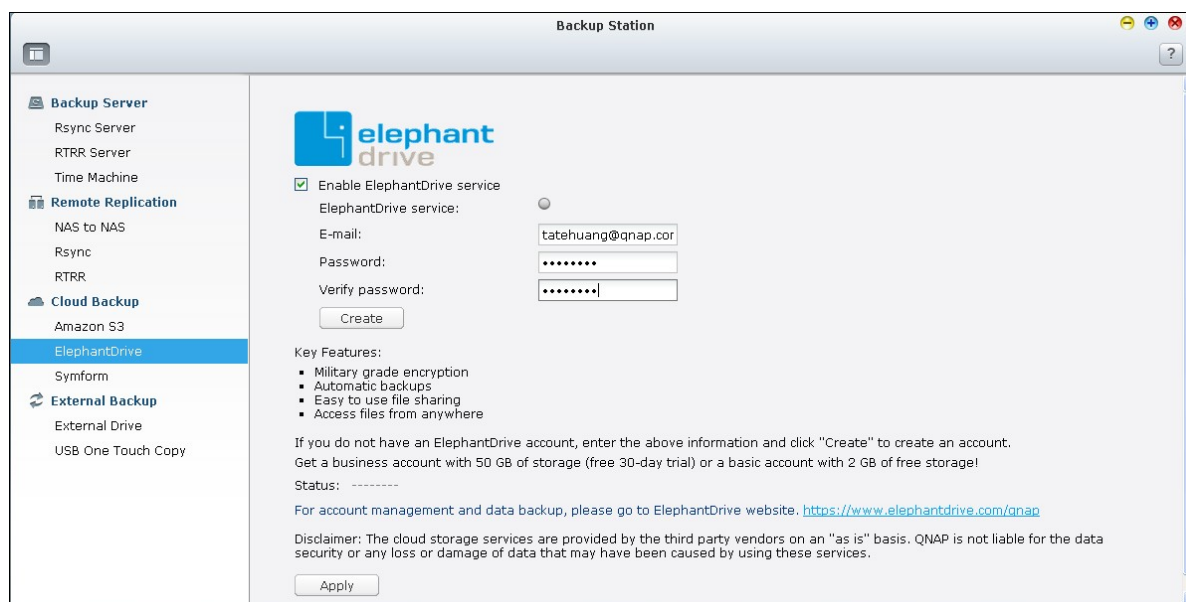 Backup Station
?
Backup Server
Rsync Server
RTRR Server
Time Machine
Remote Replication
NAS to NAS
Rsync
RTRR
Cloud Backup
Amazon S3
ElephantDrive
Symform
External Backup
External Drive
USB One Touch Copy
elephant
drive
Enable ElephantDrive service
ElephantDrive service:
E-mail: tatehuang@qnap.cor
Password: ••••••••
Verify password: ••••••••
Create
Key Features:
▪ Military grade encryption
▪ Automatic backups
▪ Easy to use file sharing
▪ Access files from anywhere
If you do not have an ElephantDrive account, enter the above information and click "Create" to create an account.
Get a business account with 50 GB of storage (free 30-day trial) or a basic account with 2 GB of free storage!
Status: --------
For account management and data backup, please go to ElephantDrive website. https://www.elephantdrive.com/qnap
Disclaimer: The cloud storage services are provided by the third party vendors on an "as is" basis. QNAP is not liable for the data
security or any loss or damage of data that may have been caused by using these services.
Apply